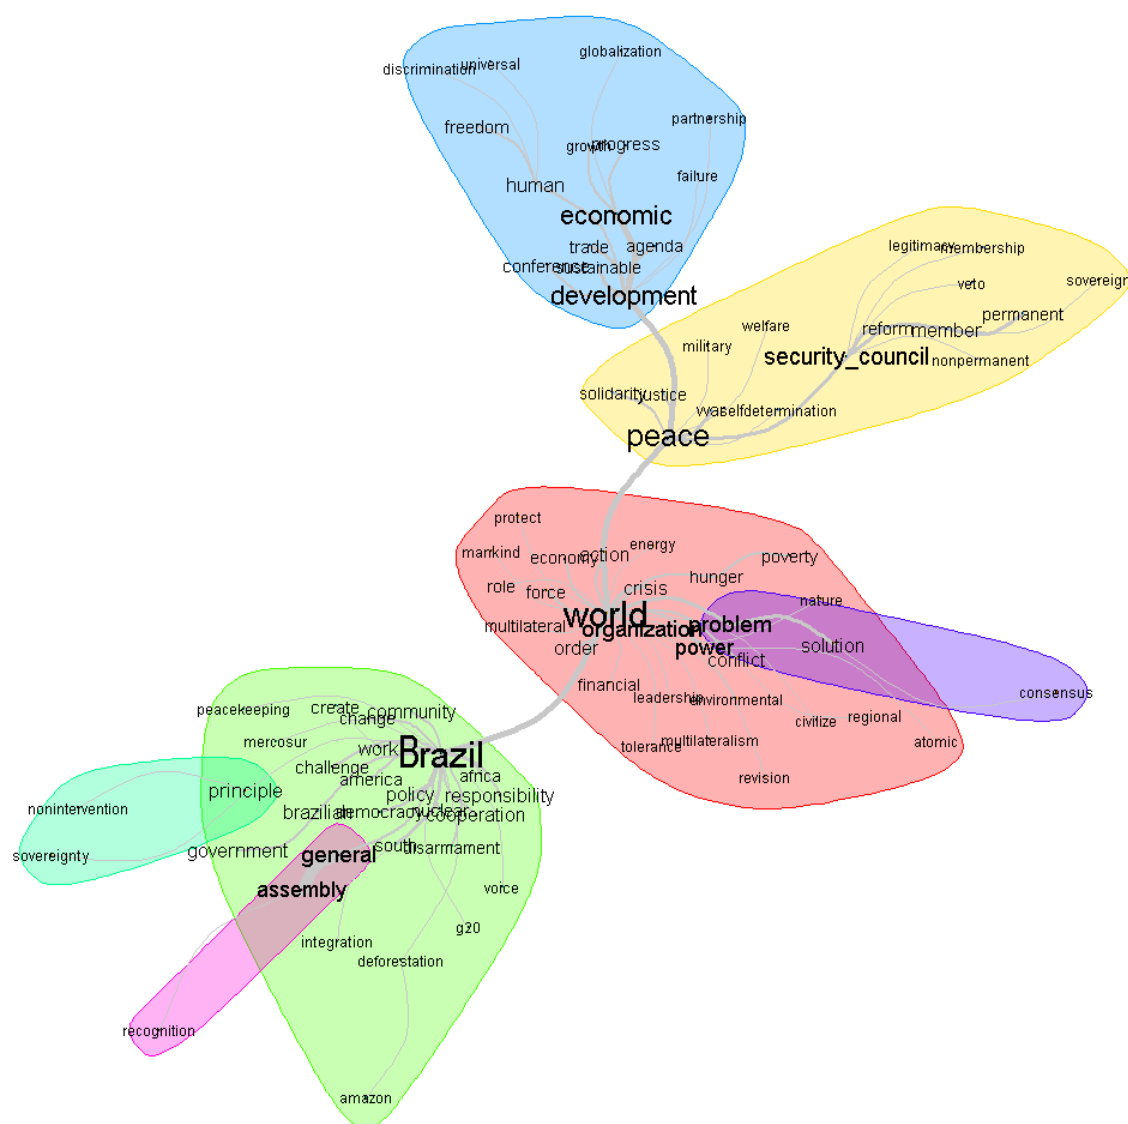 globalization
universal
discrimination
partnership
freedom
growth
progress
failure
human
economic
trade
agenda
conference
sustainable
development
legitimacy
membership
veto
sovereign
permanent
welfare
reform
member
military
security_council
nonpermanent
solidarity
justice
war
selfdetermination
peace
protect
energy
mankind
economy
action
poverty
hunger
role
force
crisis
nature
world
multilateral
organization
problem
order
power
conflict
solution
financial
leadership
environmental
consensus
civilize
regional
tolerance
multilateralism
atomic
revision
peacekeeping
create
community
change
mersosur
work
Brazil
challenge
america
africa
principle
policy
responsibility
nonintervention
brazilian
democracy
nuclear
cooperation
sovereignty
government
general
south
disarmament
assembly
voice
g20
integration
deforestation
recognition
amazon